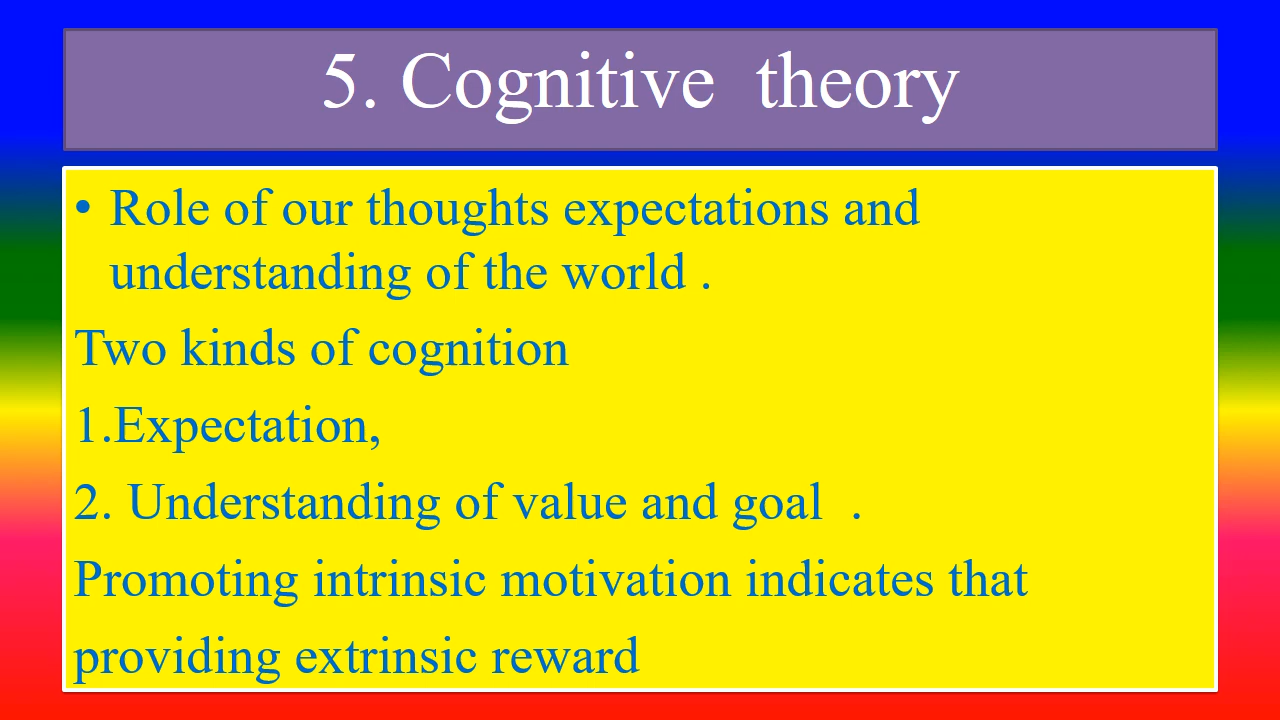 5. Cognitive  theory
• Role of our thoughts expectations and
understanding of the world .
Two kinds of cognition
1.Expectation,
2. Understanding of value and goal  .
Promoting intrinsic motivation indicates that
providing extrinsic reward